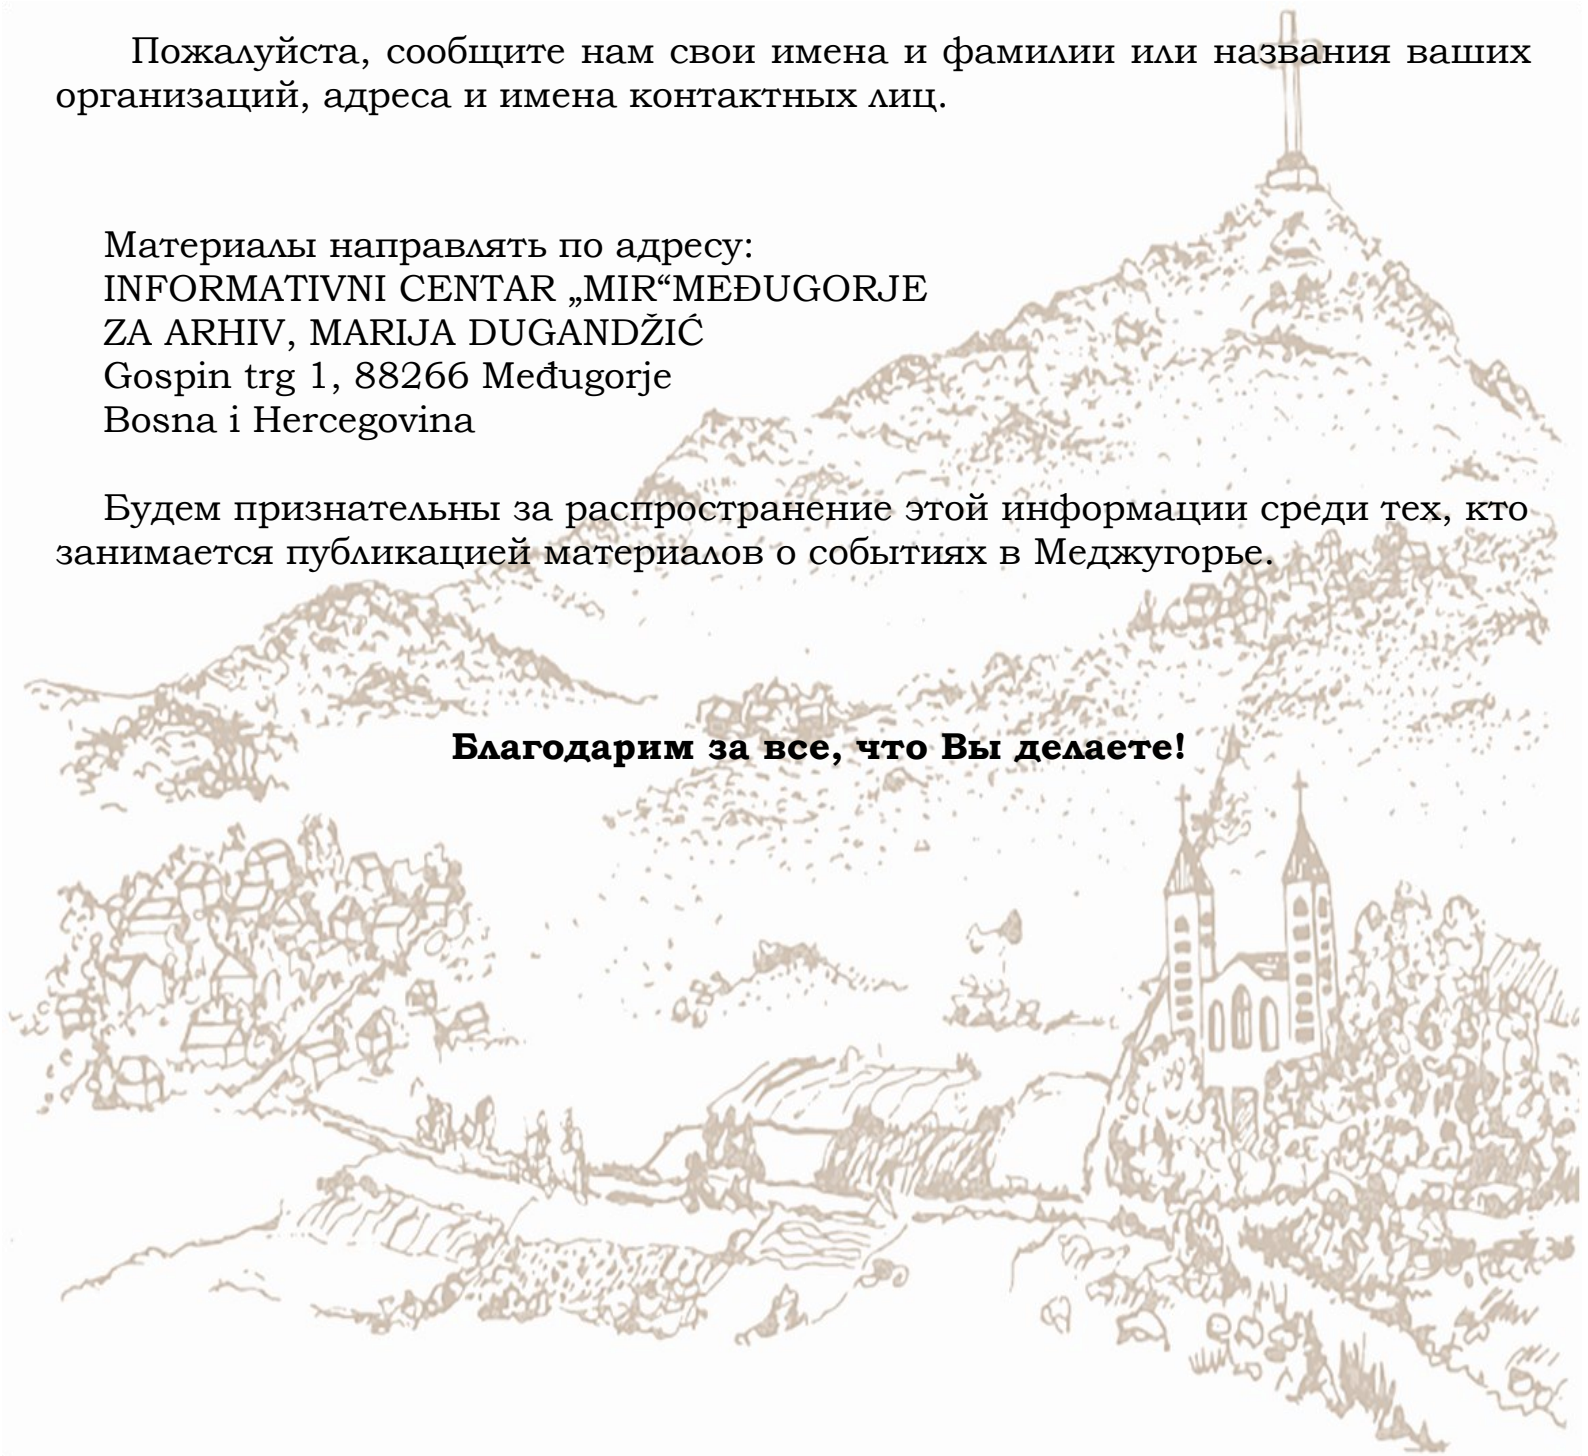 Пожалуйста, сообщите нам свои имена и фамилии или названия ваших
организаций, адреса и имена контактных лиц.
Материалы направлять по адресу:
INFORMATIVNI CENTAR „MIR“MEĐUGORJE
ZA ARHIV, MARIJA DUGANDŽIĆ
Gospin trg 1, 88266 Međugorje
Bosna i Hercegovina
Будем признательны за распространение этой информации среди тех, кто
занимается публикацией материалов о событиях в Меджугорье.
Благодарим за все, что Вы делаете!